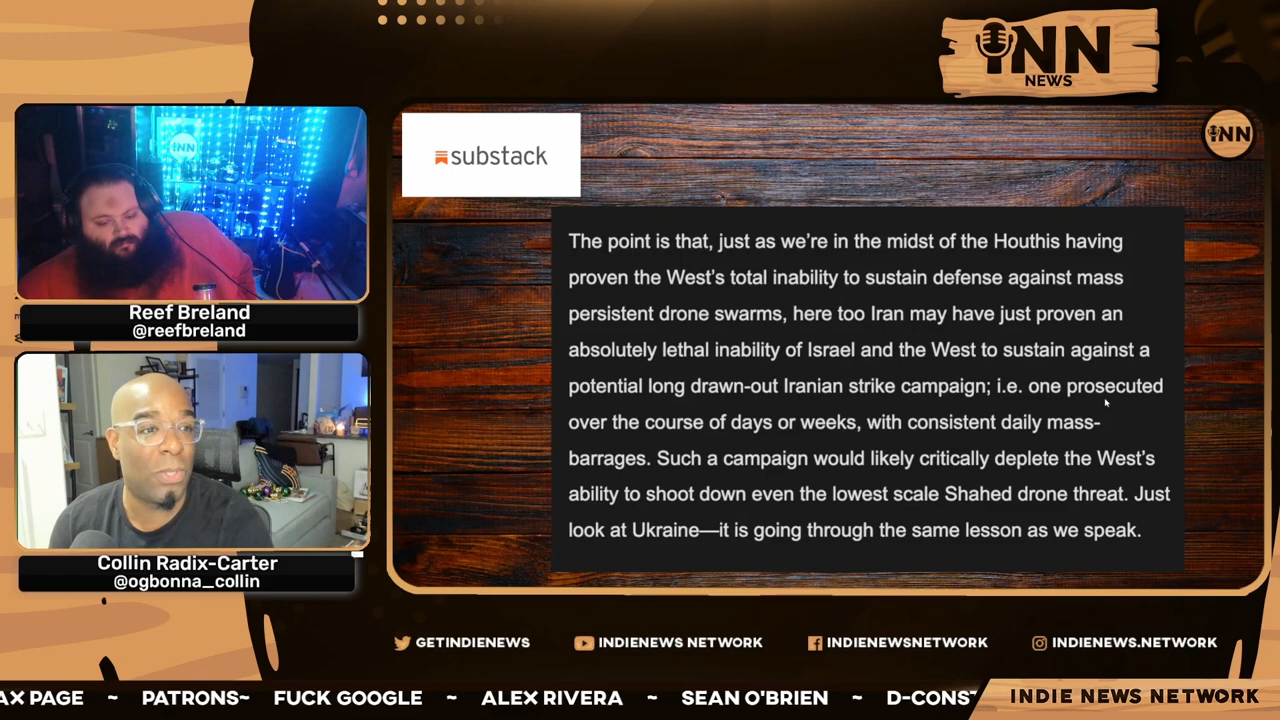 iNN
NEWS
iNN
substack
The point is that, just as we're in the midst of the Houthis having
proven the West's total inability to sustain defense against mass
persistent drone swarms, here too Iran may have just proven an
absolutely lethal inability of Israel and the West to sustain against a
potential long drawn-out Iranian strike campaign; i.e. one prosecuted
over the course of days or weeks, with consistent daily mass-
barrages. Such a campaign would likely critically deplete the West's
ability to shoot down even the lowest scale Shahed drone threat. Just
look at Ukraine—it is going through the same lesson as we speak.
iNN
Reef Breland
@reefbreland
Collin Radix-Carter
@ogbonna_collin
GETINDIENEWS
INDIENEWS NETWORK
INDIENEWSNETWORK
INDIENEWS.NETWORK
AX PAGE ~ PATRONS~ FUCK GOOGLE ~ ALEX RIVERA ~ SEAN O'BRIEN ~ D-CONST
INDIE NEWS NETWORK